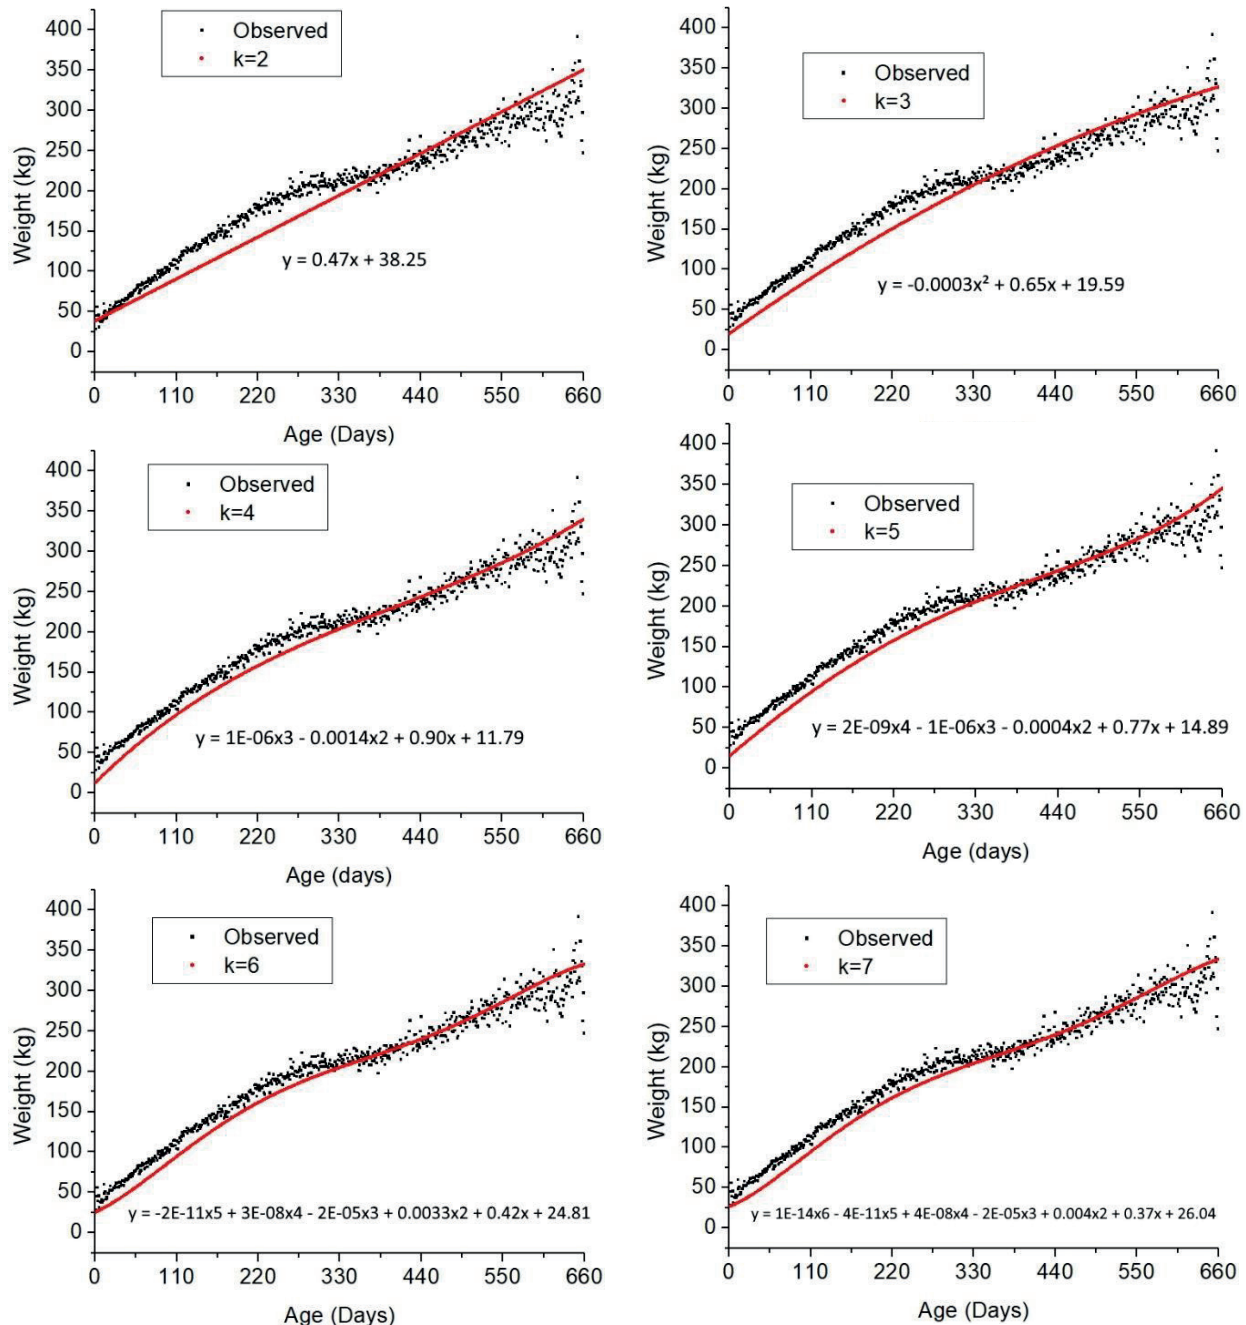 Observed
k=2
400
350
300
250
200
150
100
50
0
Weight (kg)
y = 0.47x + 38.25
0 110 220 330 440 550 660
Age (Days)
Observed
k=3
400
350
300
250
200
150
100
50
0
Weight (kg)
y = -0.0003x² + 0.65x + 19.59
0 110 220 330 440 550 660
Observed
k=4
400
350
300
250
200
150
100
50
0
Weight (kg)
y = 1E-06x3 - 0.0014x2 + 0.90x + 11.79
0 110 220 330 440 550 660
Age (days)
Observed
k=5
400
350
300
250
200
150
100
50
0
Weight (kg)
y = 2E-09x4 - 1E-06x3 - 0.0004x2 + 0.77x + 14.89
0 110 220 330 440 550 660
Age (days)
Observed
k=6
400
350
300
250
200
150
100
50
0
Weight (kg)
y = -2E-11x5 + 3E-08x4 - 2E-05x3 + 0.0033x2 + 0.42x + 24.81
0 110 220 330 440 550 660
Age (Days)
Observed
k=7
400
350
300
250
200
150
100
50
0
Weight (kg)
y = 1E-14x6 - 4E-11x5 + 4E-08x4 - 2E-05x3 + 0.004x2 + 0.37x + 26.04
0 110 220 330 440 550 660
Age (Days)